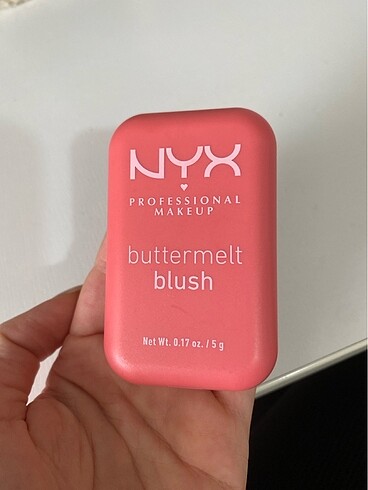 NYX
PROFESSIONAL
MAKEUP
buttermelt
blush
Net Wt. 0.17 oz. / 5 g